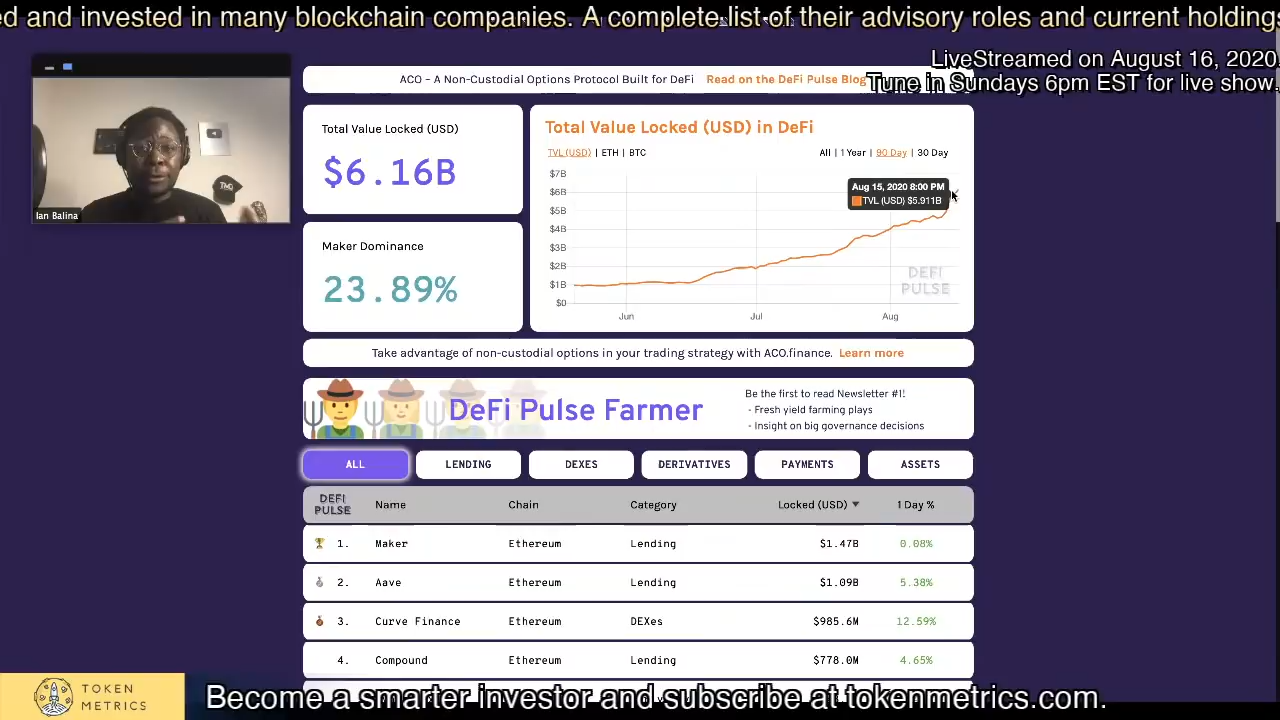 ed and invested in many blockchain companies. A complete list of their advisory roles and current holdings
LiveStreamed on August 16, 2020.
Tune in Sundays 6pm EST for live show.
ACO – A Non-Custodial Options Protocol Built for DeFi Read on the DeFi Pulse Blog
Ian Balina
Total Value Locked (USD)
$6.16B
Maker Dominance
23.89%
Total Value Locked (USD) in DeFi
TVL (USD) | ETH | BTC
All | 1 Year | 90 Day | 30 Day
$7B
$6B
$5B
$4B
$3B
$2B
$1B
$0
Aug 15, 2020 8:00 PM
TVL (USD) $5.911B
DEFI
PULSE
Jun Jul Aug
Take advantage of non-custodial options in your trading strategy with ACO.finance. Learn more
DeFi Pulse Farmer
Be the first to read Newsletter #1!
- Fresh yield farming plays
- Insight on big governance decisions
ALL LENDING DEXES DERIVATIVES PAYMENTS ASSETS
DEFI
PULSE
Name Chain Category Locked (USD) ▼ 1 Day %
1. Maker Ethereum Lending $1.47B 0.08%
2. Aave Ethereum Lending $1.09B 5.38%
3. Curve Finance Ethereum DEXes $985.6M 12.59%
4. Compound Ethereum Lending $778.0M 4.65%
TOKEN
METRICS
Become a smarter investor and subscribe at tokenmetrics.com.